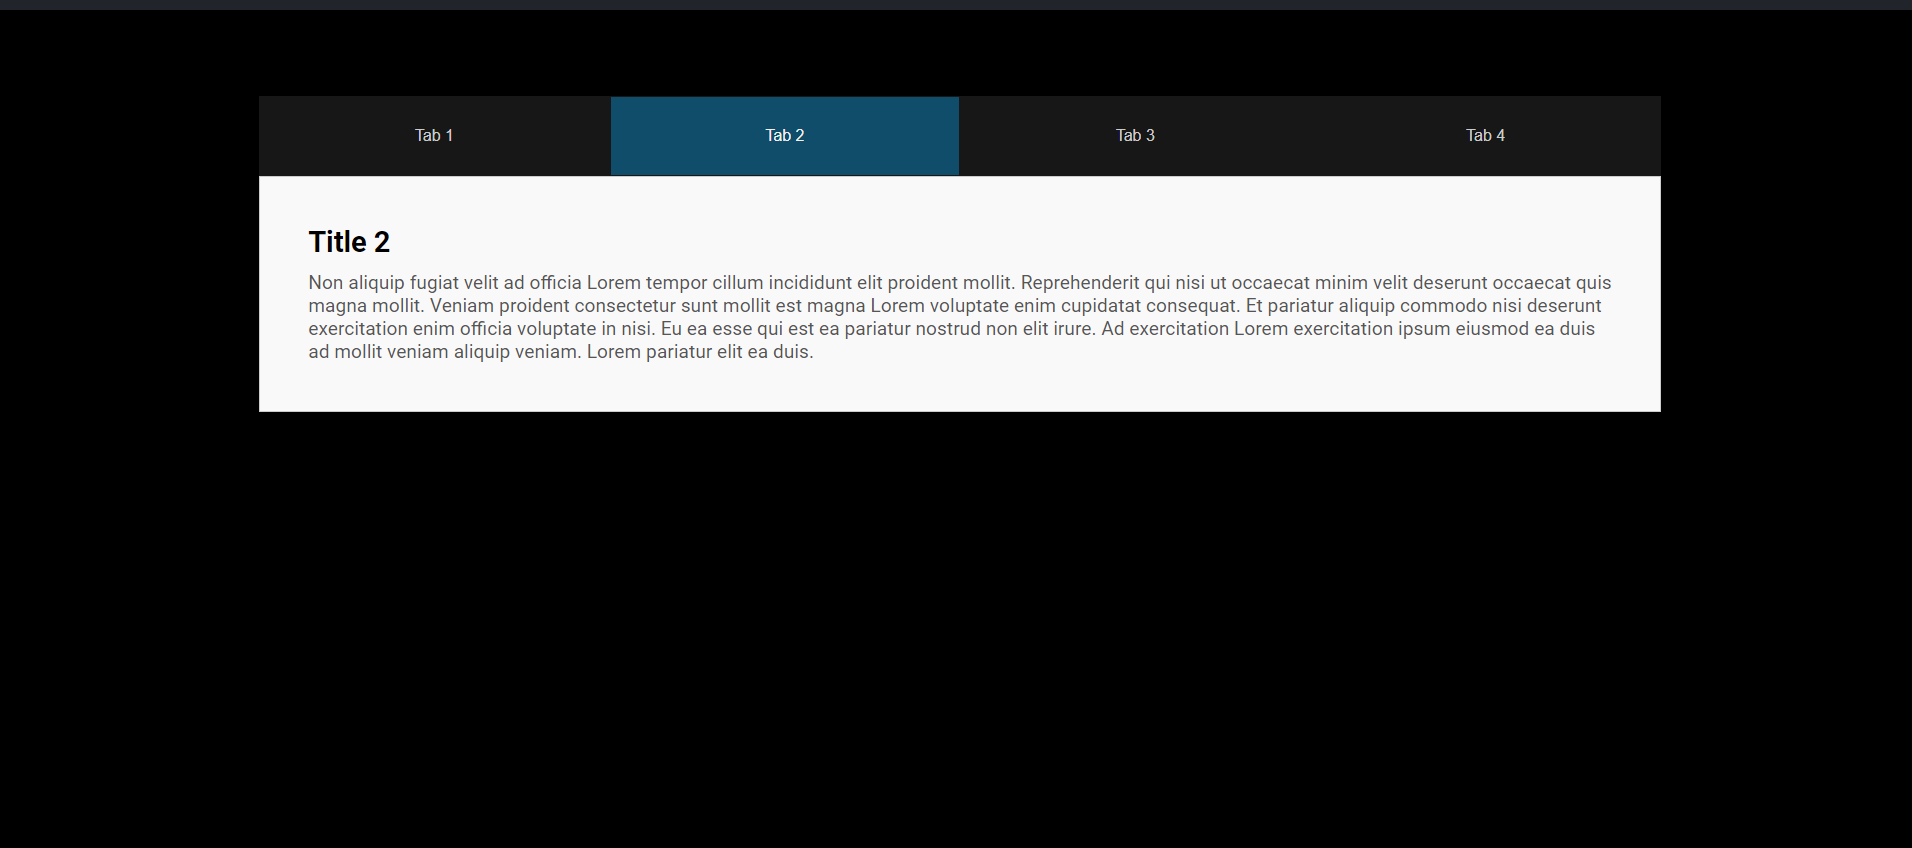 Tab 1 Tab 2 Tab 3 Tab 4
Title 2
Non aliquip fugiat velit ad officia Lorem tempor cillum incididunt elit proident mollit. Reprehenderit qui nisi ut occaecat minim velit deserunt occaecat quis
magna mollit. Veniam proident consectetur sunt mollit est magna Lorem voluptate enim cupidatat consequat. Et pariatur aliquip commodo nisi deserunt
exercitation enim officia voluptate in nisi. Eu ea esse qui est ea pariatur nostrud non elit irure. Ad exercitation Lorem exercitation ipsum eiusmod ea duis
ad mollit veniam aliquip veniam. Lorem pariatur elit ea duis.